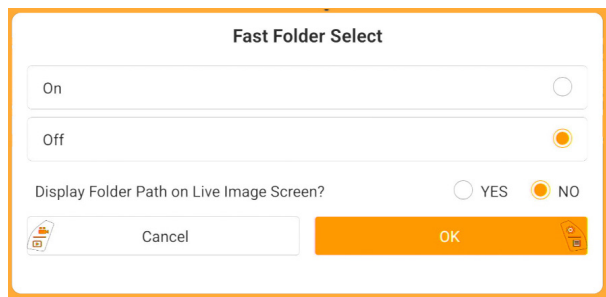 Fast Folder Select
On
Off
Display Folder Path on Live Image Screen? YES NO
Cancel OK